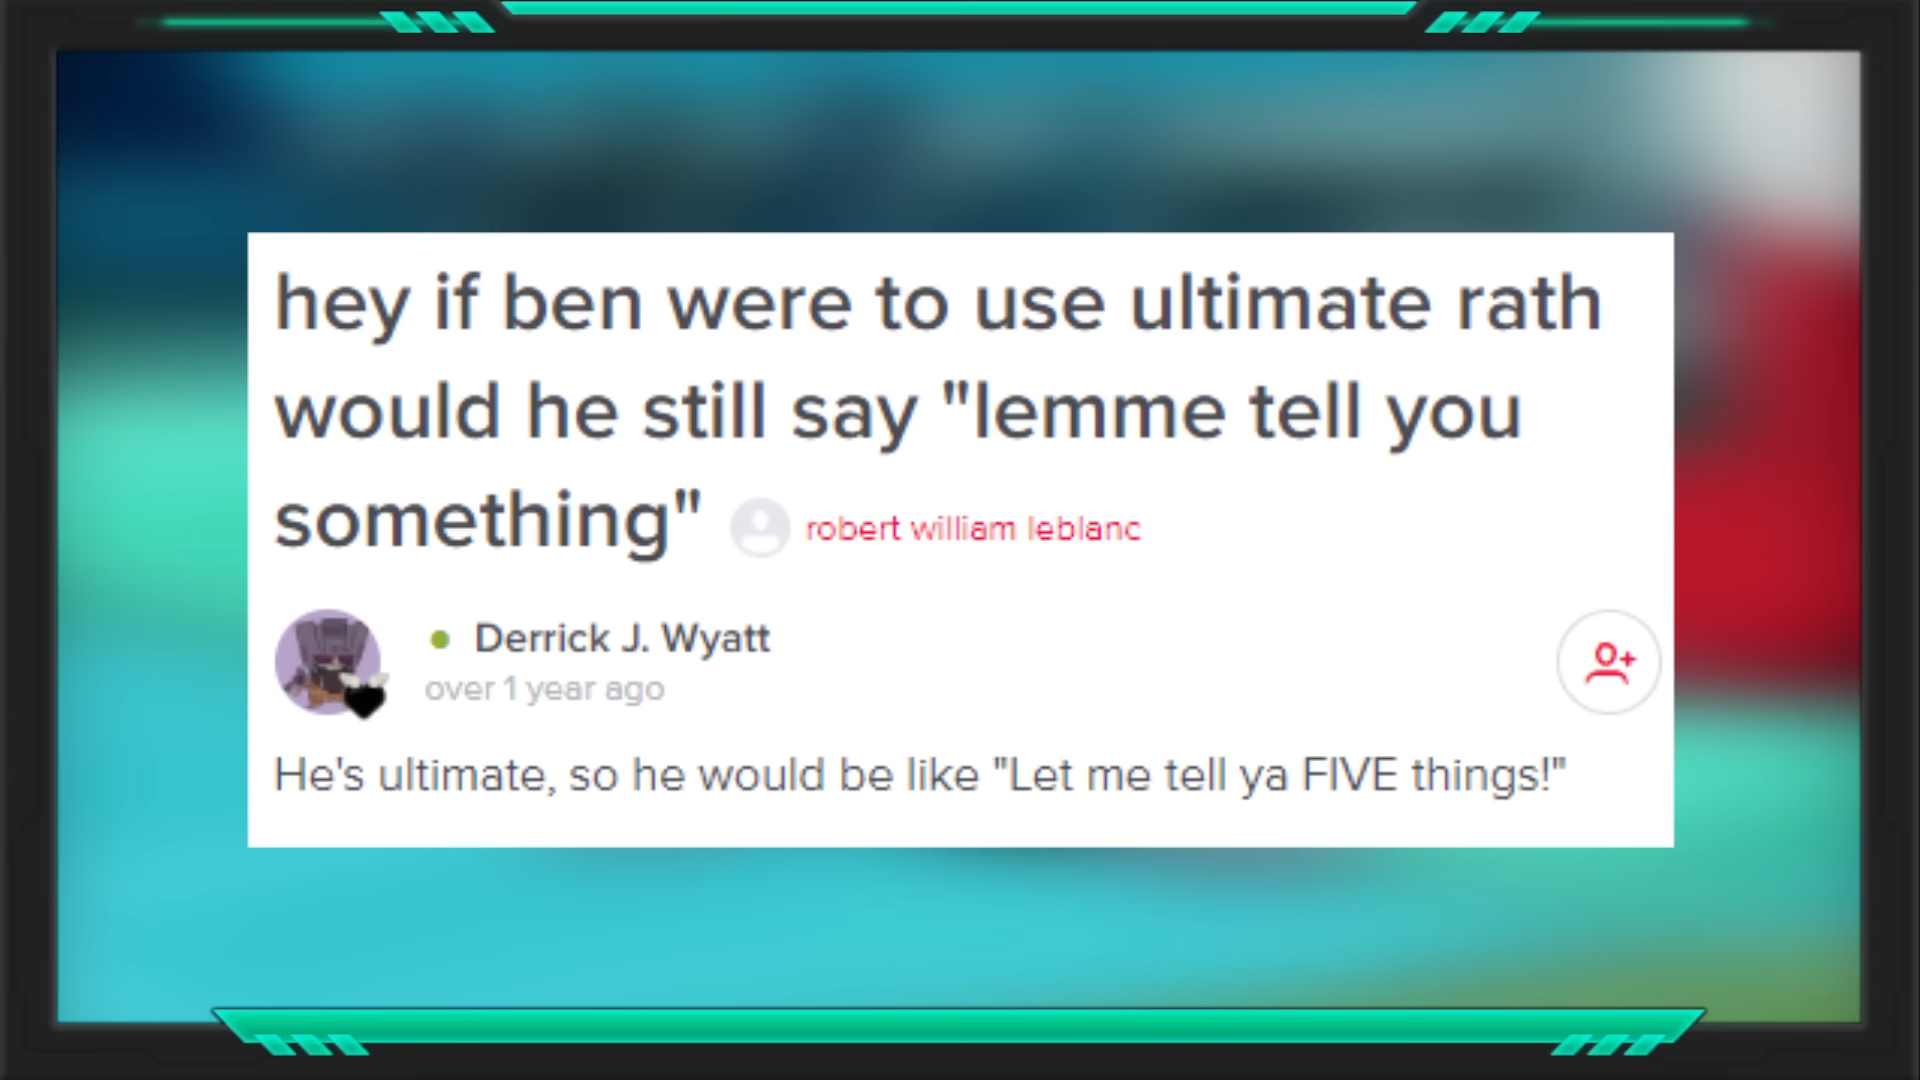 hey if ben were to use ultimate rath
would he still say "lemme tell you
something" robert william leblanc
Derrick J. Wyatt
over 1 year ago
He's ultimate, so he would be like "Let me tell ya FIVE things!"